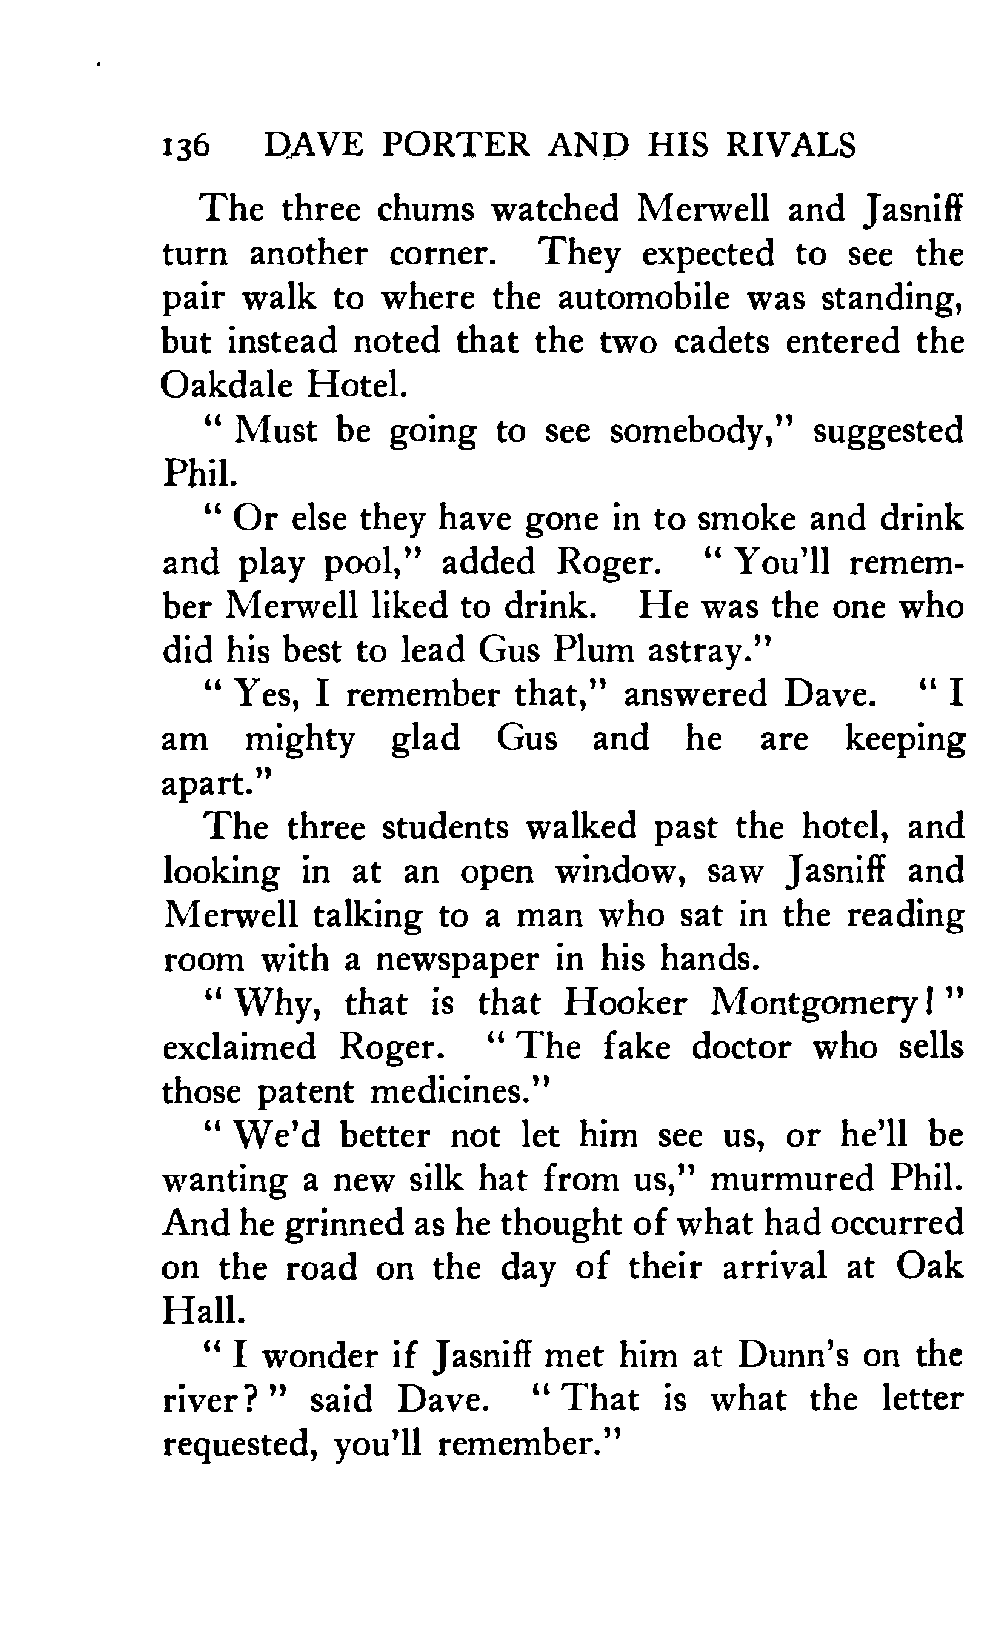 136 DAVE PORTER AND HIS RIVALS
The three chums watched Merwell and Jasniff
turn another corner. They expected to see the
pair walk to where the automobile was standing,
but instead noted that the two cadets entered the
Oakdale Hotel.
" Must be going to see somebody," suggested
Phil.
" Or else they have gone in to smoke and drink
and play pool," added Roger. " You'll remem-
ber Merwell liked to drink. He was the one who
did his best to lead Gus Plum astray."
" Yes, I remember that," answered Dave. " I
am mighty glad Gus and he are keeping
apart."
The three students walked past the hotel, and
looking in at an open window, saw Jasniff and
Merwell talking to a man who sat in the reading
room with a newspaper in his hands.
" Why, that is that Hooker Montgomery! "
exclaimed Roger. " The fake doctor who sells
those patent medicines."
" We'd better not let him see us, or he'll be
wanting a new silk hat from us," murmured Phil.
And he grinned as he thought of what had occurred
on the road on the day of their arrival at Oak
Hall.
" I wonder if Jasniff met him at Dunn's on the
river? " said Dave. " That is what the letter
requested, you'll remember."